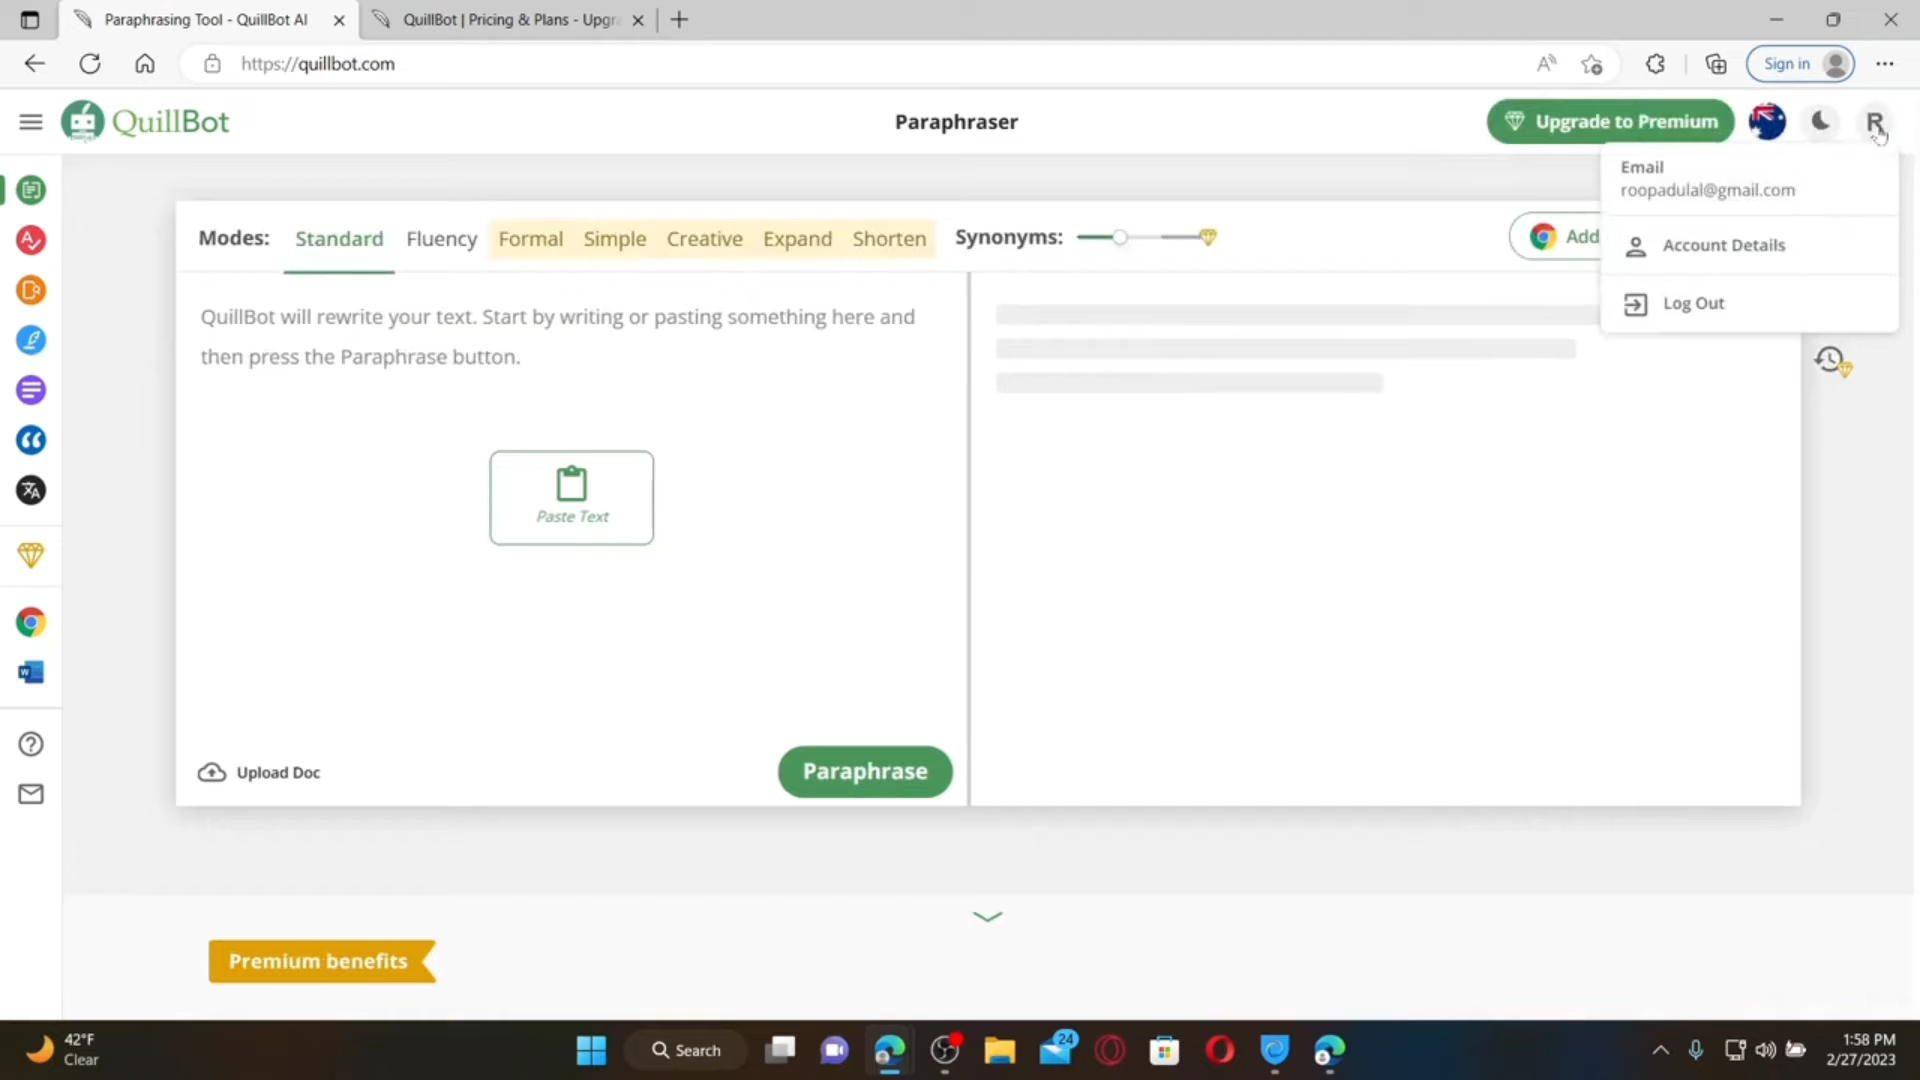 Paraphrasing Tool - QuillBot AI
QuillBot | Pricing & Plans - Upgr
https://quillbot.com
Sign in
QuillBot
Paraphraser
Upgrade to Premium
R
Email
roopadulal@gmail.com
Account Details
Log Out
Modes:
Standard
Fluency
Formal
Simple
Creative
Expand
Shorten
Synonyms:
Add
QuillBot will rewrite your text. Start by writing or pasting something here and
then press the Paraphrase button.
Paste Text
Upload Doc
Paraphrase
Premium benefits
42°F
Clear
Search
24
1:58 PM
2/27/2023